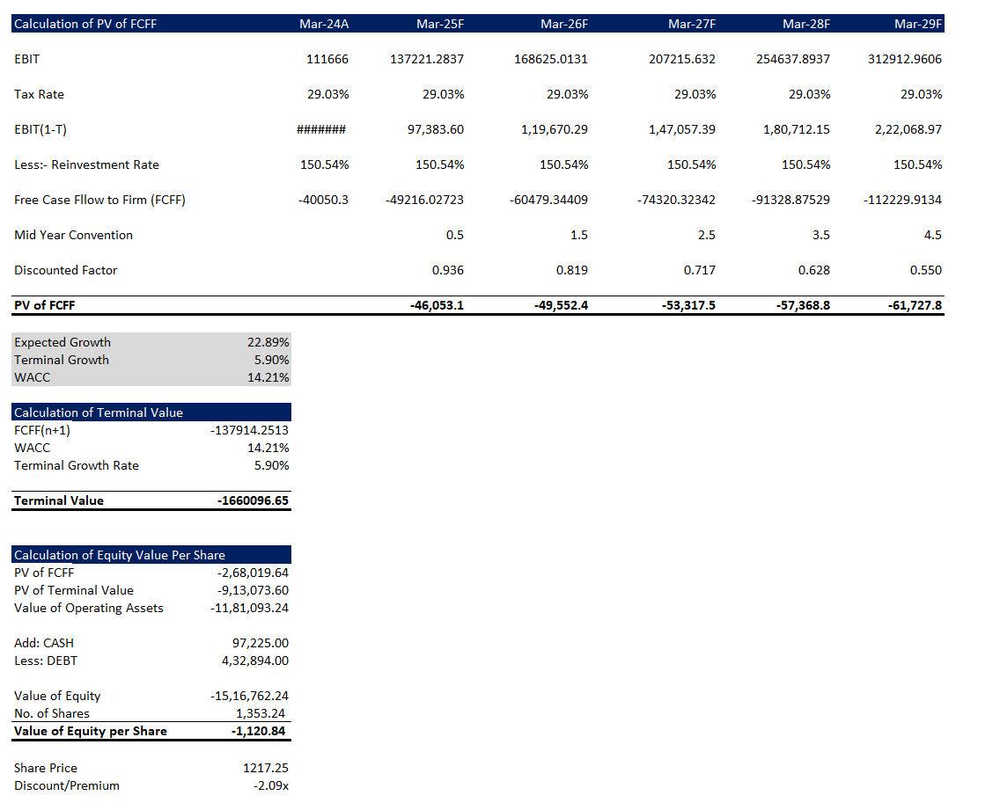 Calculation of PV of FCFF Mar-24A Mar-25F Mar-26F Mar-27F Mar-28F Mar-29F
EBIT 111666 137221.2837 168625.0131 207215.632 254637.8937 312912.9606
Tax Rate 29.03% 29.03% 29.03% 29.03% 29.03% 29.03%
EBIT(1-T) ####### 97,383.60 1,19,670.29 1,47,057.39 1,80,712.15 2,22,068.97
Less:- Reinvestment Rate 150.54% 150.54% 150.54% 150.54% 150.54% 150.54%
Free Case Fllow to Firm (FCFF) -40050.3 -49216.02723 -60479.34409 -74320.32342 -91328.87529 -112229.9134
Mid Year Convention 0.5 1.5 2.5 3.5 4.5
Discounted Factor 0.936 0.819 0.717 0.628 0.550
PV of FCFF -46,053.1 -49,552.4 -53,317.5 -57,368.8 -61,727.8
Expected Growth 22.89%
Terminal Growth 5.90%
WACC 14.21%
Calculation of Terminal Value
FCFF(n+1) -137914.2513
WACC 14.21%
Terminal Growth Rate 5.90%
Terminal Value -1660096.65
Calculation of Equity Value Per Share
PV of FCFF -2,68,019.64
PV of Terminal Value -9,13,073.60
Value of Operating Assets -11,81,093.24
Add: CASH 97,225.00
Less: DEBT 4,32,894.00
Value of Equity -15,16,762.24
No. of Shares 1,353.24
Value of Equity per Share -1,120.84
Share Price 1217.25
Discount/Premium -2.09x